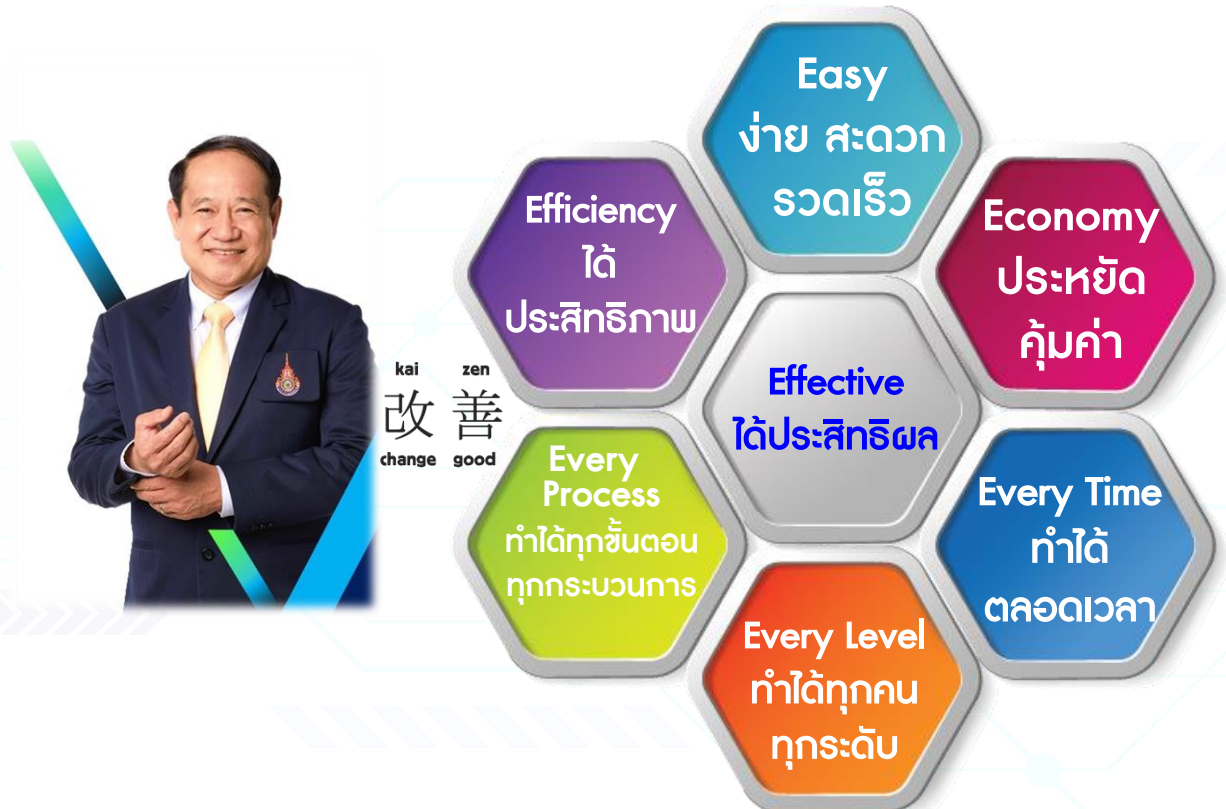 Easy
ง่าย สะดวก
รวดเร็ว
Efficiency
ได้
ประสิทธิภาพ
Economy
ประหยัด
คุ้มค่า
kai zen
改 善
change good
Effective
ได้ประสิทธิผล
Every
Process
ทำได้ทุกขั้นตอน
ทุกกระบวนการ
Every Time
ทำได้
ตลอดเวลา
Every Level
ทำได้ทุกคน
ทุกระดับ